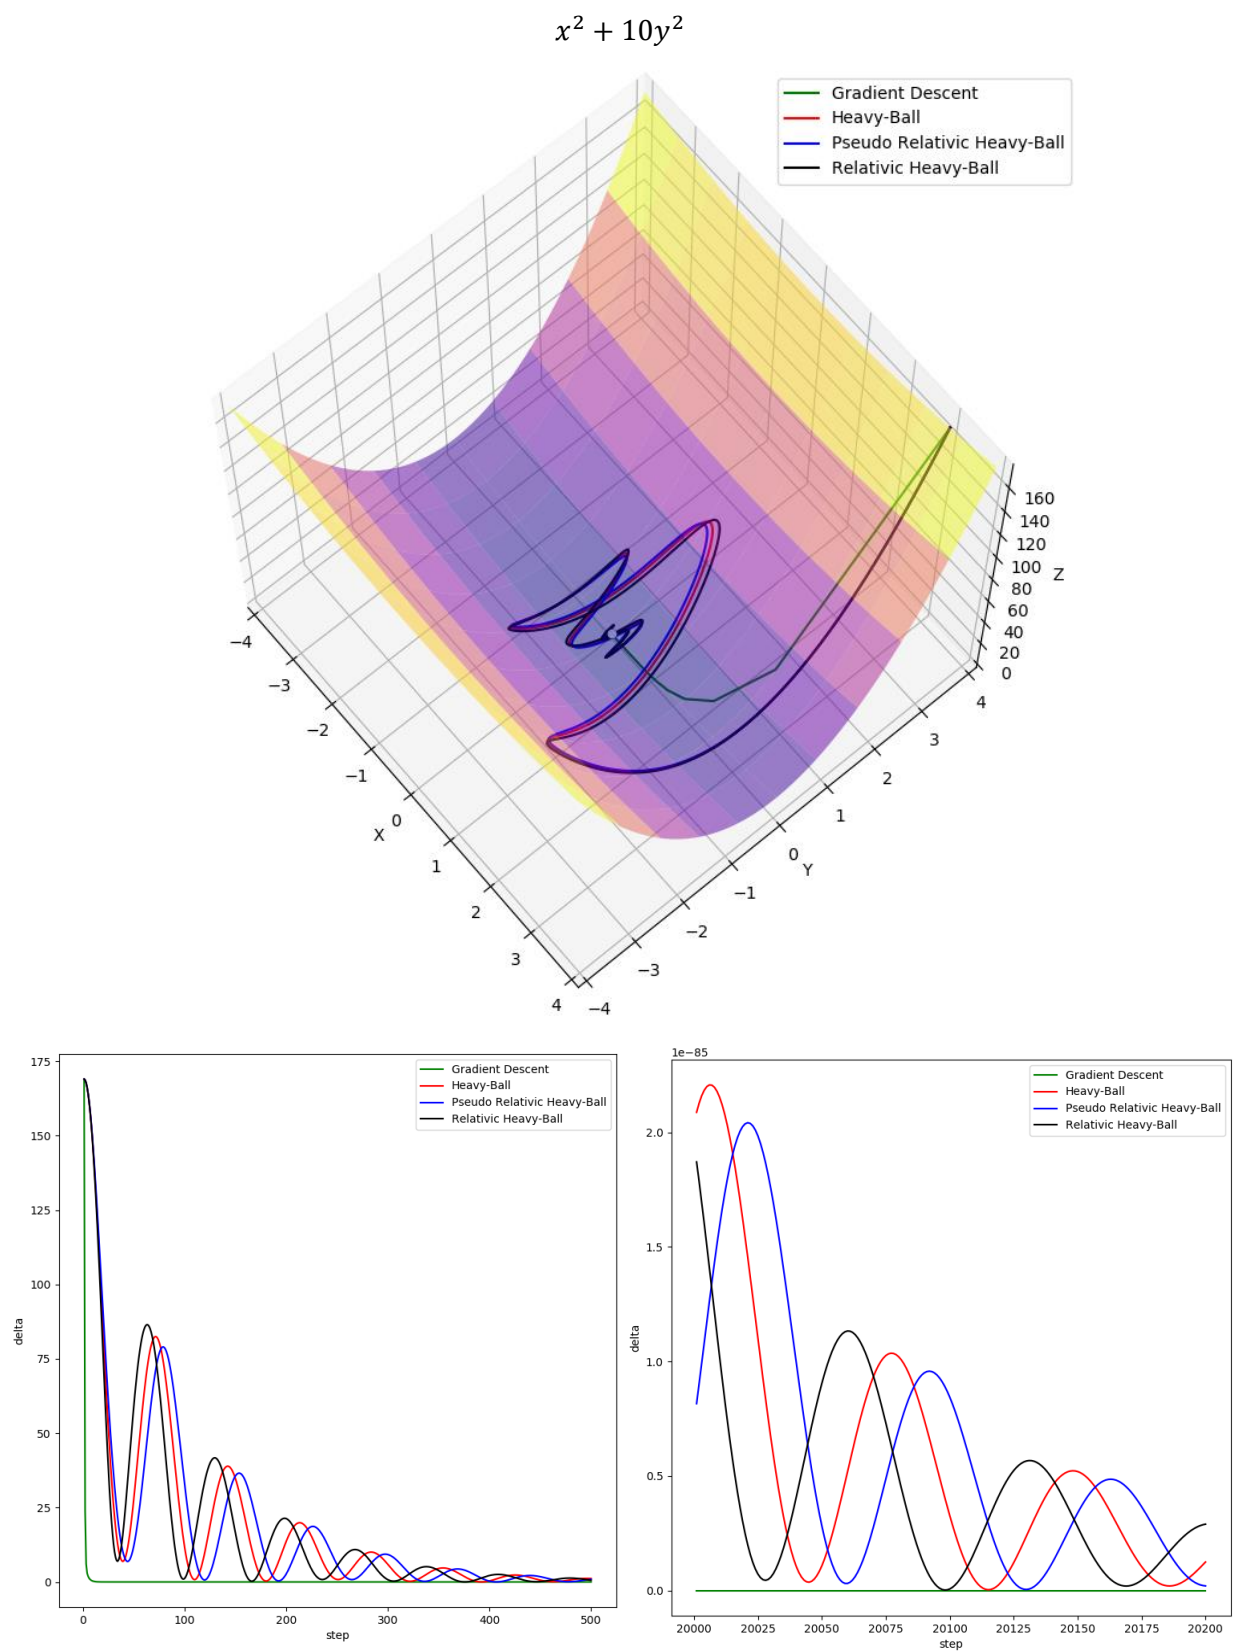 x² + 10y²
Gradient Descent
Heavy-Ball
Pseudo Relativic Heavy-Ball
Relativic Heavy-Ball
160
140
120
100
80
60
40
20
0
Z
−4
−3
−2
−1
0
1
2
3
4
X
−4
−3
−2
−1
0
1
2
3
4
Y
175
150
125
100
75
50
25
0
delta
0 100 200 300 400 500
step
Gradient Descent
Heavy-Ball
Pseudo Relativic Heavy-Ball
Relativic Heavy-Ball
1e−85
2.0
1.5
1.0
0.5
0.0
delta
20000 20025 20050 20075 20100 20125 20150 20175 20200
step
Gradient Descent
Heavy-Ball
Pseudo Relativic Heavy-Ball
Relativic Heavy-Ball